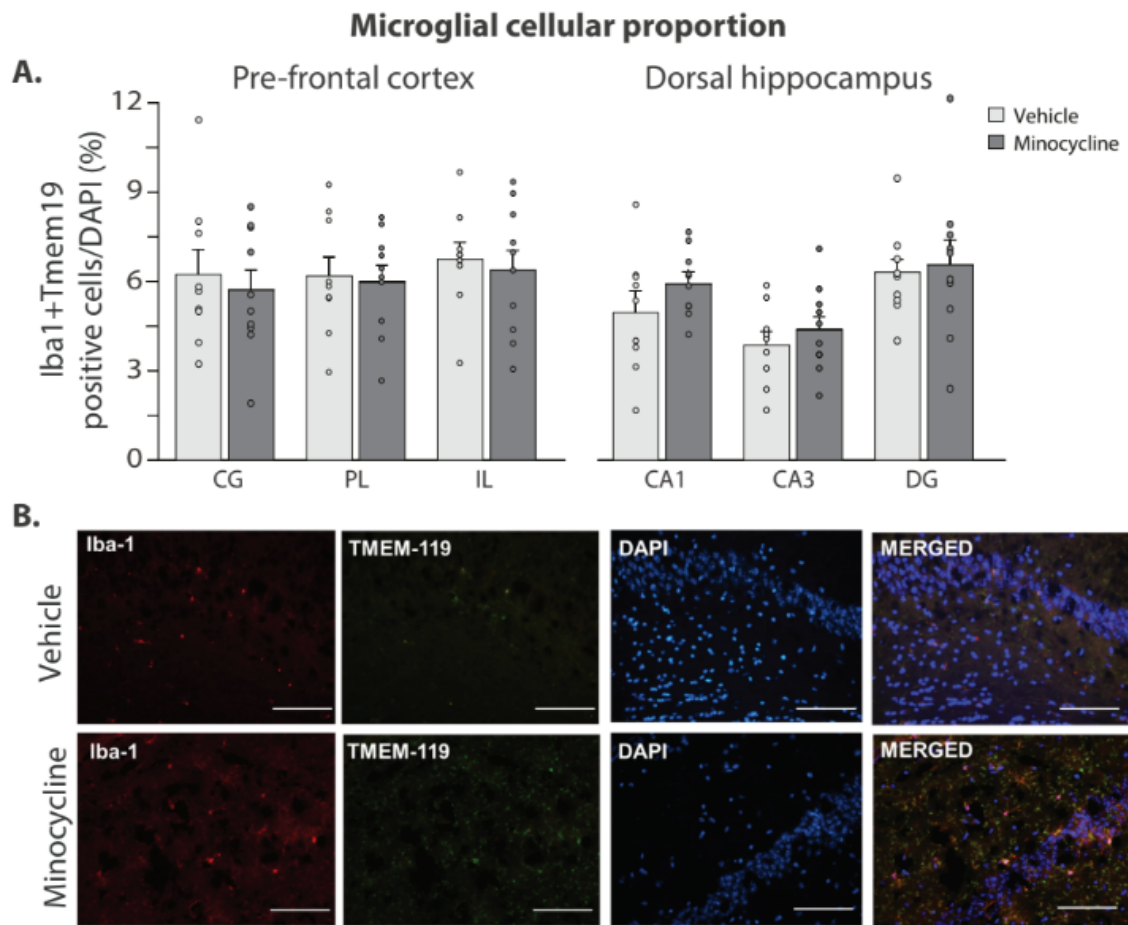 Microglial cellular proportion
A.
Pre-frontal cortex
Dorsal hippocampus
Vehicle
Minocycline
Iba1+Tmem19
positive cells/DAPI (%)
12
9
6
3
0
CG PL IL CA1 CA3 DG
B.
Vehicle
Iba-1 TMEM-119 DAPI MERGED
Minocycline
Iba-1 TMEM-119 DAPI MERGED